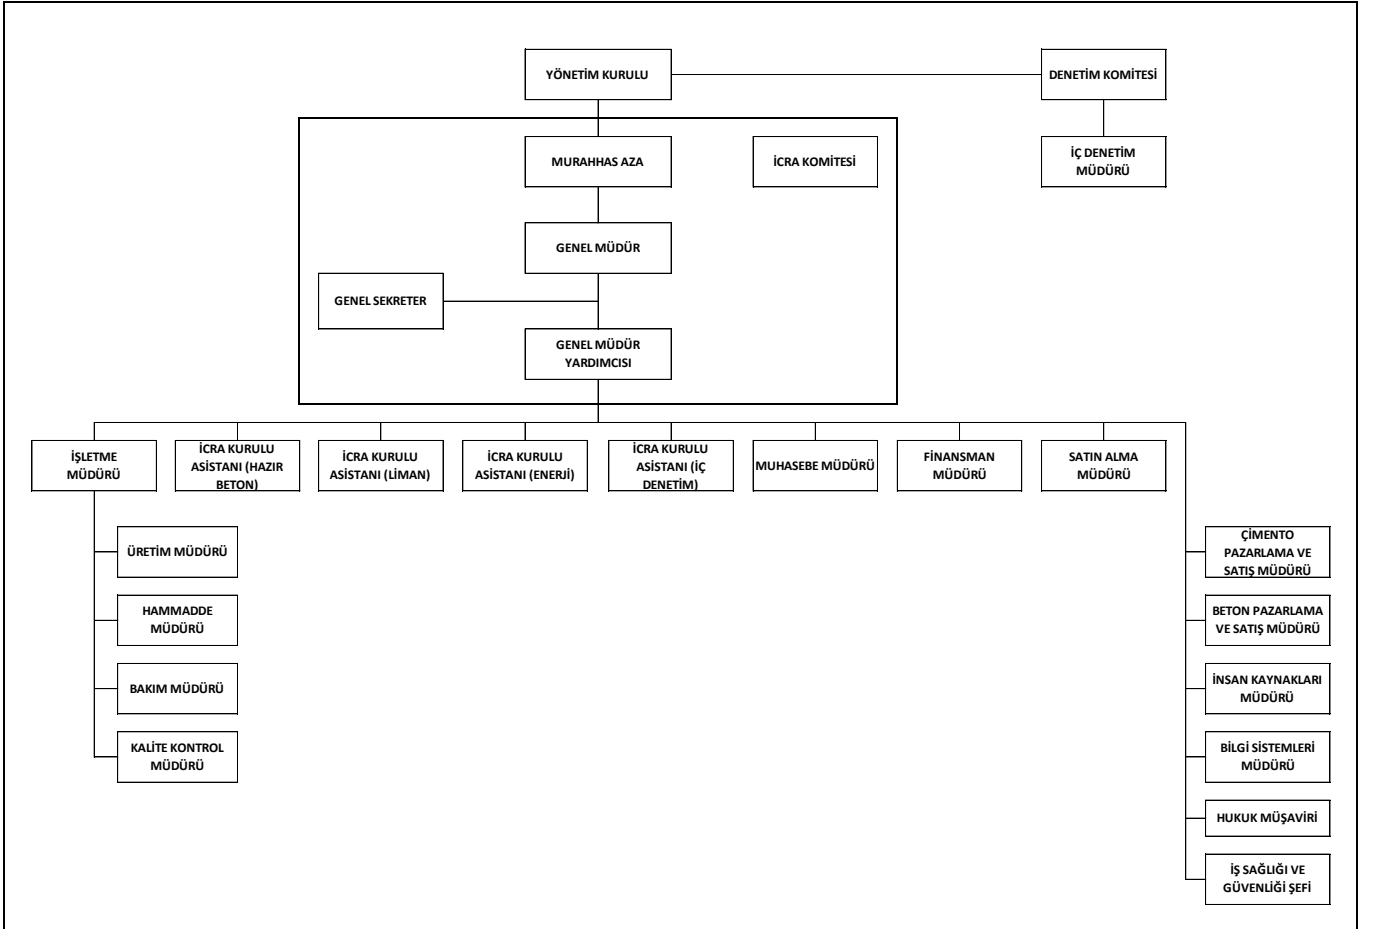 YÖNETİM KURULU
DENETİM KOMİTESİ
MURAHHAS AZA
İCRA KOMİTESİ
İÇ DENETİM
MÜDÜRÜ
GENEL MÜDÜR
GENEL SEKRETER
GENEL MÜDÜR
YARDIMCISI
İŞLETME
MÜDÜRÜ
İCRA KURULU
ASİSTANI (HAZIR
BETON)
İCRA KURULU
ASİSTANI (LİMAN)
İCRA KURULU
ASİSTANI (ENERJİ)
İCRA KURULU
ASİSTANI (İÇ
DENETİM)
MUHASEBE MÜDÜRÜ
FİNANSMAN
MÜDÜRÜ
SATIN ALMA
MÜDÜRÜ
ÜRETİM MÜDÜRÜ
HAMMADDE
MÜDÜRÜ
BAKIM MÜDÜRÜ
KALİTE KONTROL
MÜDÜRÜ
ÇİMENTO
PAZARLAMA VE
SATIŞ MÜDÜRÜ
BETON PAZARLAMA
VE SATIŞ MÜDÜRÜ
İNSAN KAYNAKLARI
MÜDÜRÜ
BİLGİ SİSTEMLERİ
MÜDÜRÜ
HUKUK MÜŞAVİRİ
İŞ SAĞLIĞI VE
GÜVENLİĞİ ŞEFİ